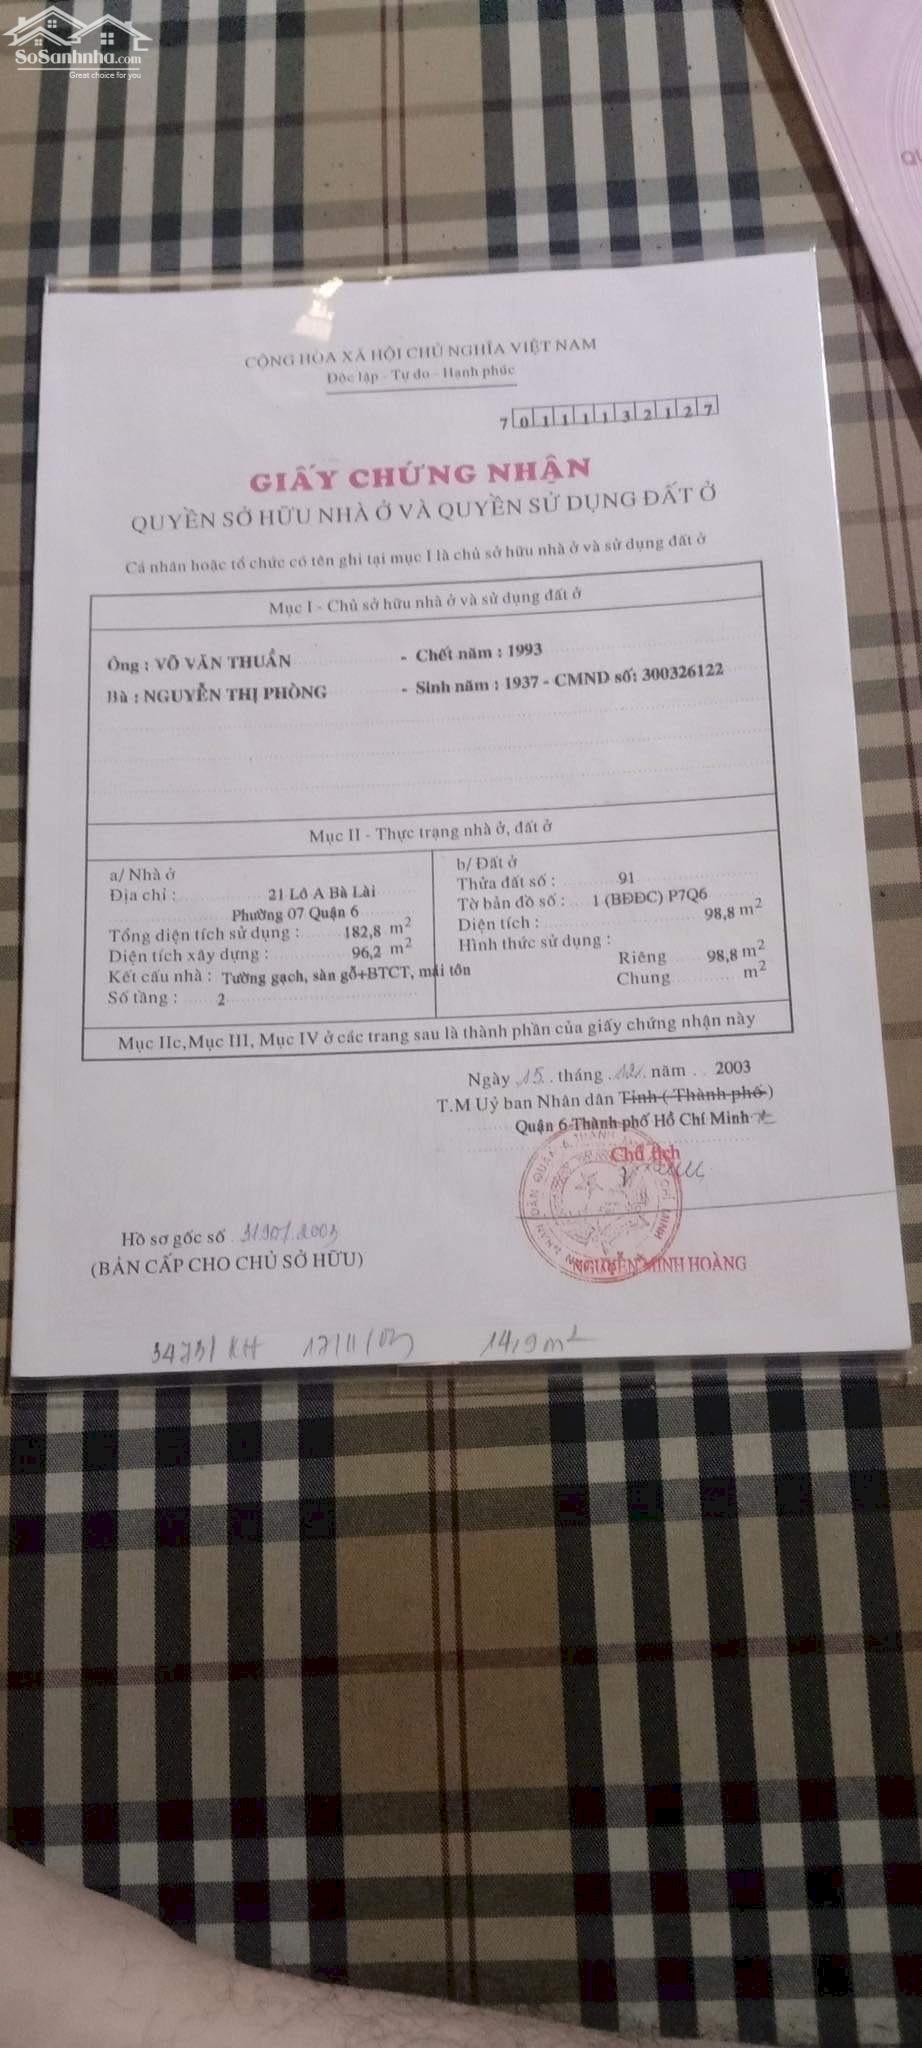 SoSanhnha.com
Great choice for you
QU
CỘNG HÒA XÃ HỘI CHỦ NGHĨA VIỆT NAM
Độc lập - Tự do - Hạnh phúc
7 0 1 1 1 1 3 2 1 2 7
GIẤY CHỨNG NHẬN
QUYỀN SỞ HỮU NHÀ Ở VÀ QUYỀN SỬ DỤNG ĐẤT Ở
Cá nhân hoặc tổ chức có tên ghi tại mục I là chủ sở hữu nhà ở và sử dụng đất ở
Mục I - Chủ sở hữu nhà ở và sử dụng đất ở
Ông : VÕ VĂN THUẦN - Chết năm : 1993
Bà : NGUYỄN THỊ PHÒNG - Sinh năm : 1937 - CMND số: 300326122
Mục II - Thực trạng nhà ở, đất ở
a/ Nhà ở
Địa chỉ : 21 Lô A Bà Lài
Phường 07 Quận 6
Tổng diện tích sử dụng : 182,8 m2
Diện tích xây dựng : 96,2 m2
Kết cấu nhà : Tường gạch, sàn gỗ+BTCT, mái tôn
Số tầng : 2
b/ Đất ở
Thửa đất số : 91
Tờ bản đồ số : 1 (BĐĐC) P7Q6
Diện tích : 98,8 m2
Hình thức sử dụng :
Riêng 98,8 m2
Chung m2
Mục IIc,Mục III, Mục IV ở các trang sau là thành phần của giấy chứng nhận này
Ngày 15 tháng 12 năm 2003
T.M Uỷ ban Nhân dân Tỉnh ( Thành phố )
Quận 6 Thành phố Hồ Chí Minh
Chủ tịch
NGUYỄN MINH HOÀNG
Hồ sơ gốc số 3190/.2003
(BẢN CẤP CHO CHỦ SỞ HỮU)
3473/ KH 17/11/03 14,9 m2